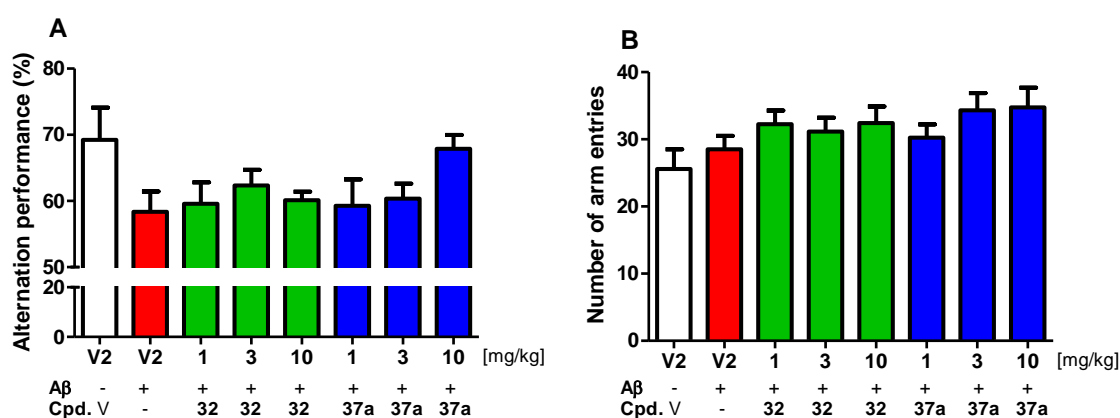 A
Alternation performance (%)
80
70
60
50
20
0
V2 V2 1 3 10 1 3 10 [mg/kg]
Aβ - + + + + + + +
Cpd. V - 32 32 32 37a 37a 37a
B
Number of arm entries
40
30
20
10
0
V2 V2 1 3 10 1 3 10 [mg/kg]
Aβ - + + + + + + +
Cpd. V - 32 32 32 37a 37a 37a